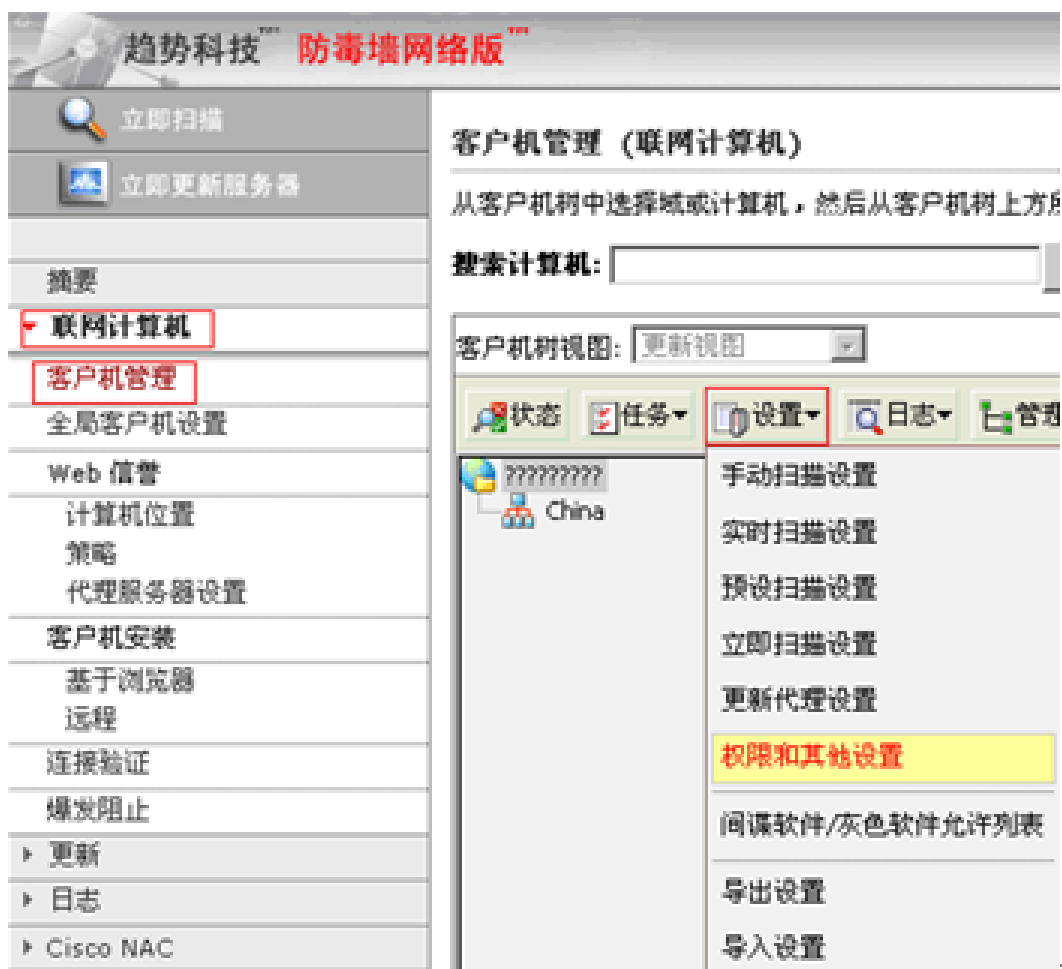 趋势科技™ 防毒墙网络版™
立即扫描
立即更新服务器
摘要
联网计算机
客户机管理
全局客户机设置
Web 信誉
计算机位置
策略
代理服务器设置
客户机安装
基于浏览器
远程
连接验证
爆发阻止
更新
日志
Cisco NAC
客户机管理 (联网计算机)
从客户机树中选择域或计算机，然后从客户机树上方所
搜索计算机:
客户机树视图: 更新视图
状态 任务 设置 日志 管理
?????????
China
手动扫描设置
实时扫描设置
预设扫描设置
立即扫描设置
更新代理设置
权限和其他设置
间谍软件/灰色软件允许列表
导出设置
导入设置